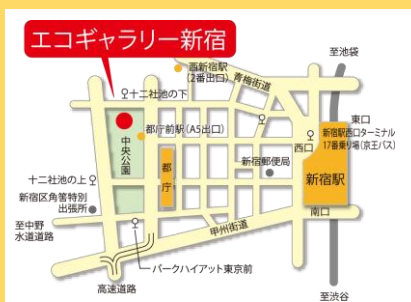 エコギャラリー新宿
至池袋
西新宿駅
(2番出口)
青梅街道
十二社池の下
東口
都庁前駅(A5出口)
新宿駅西口ターミナル
17番乗り場(京王バス)
西口
中央公園
新宿郵便局
都庁
新宿駅
十二社池の上
新宿区角筈特別
出張所
南口
至中野
水道道路
甲州街道
パークハイアット東京前
高速道路
至渋谷